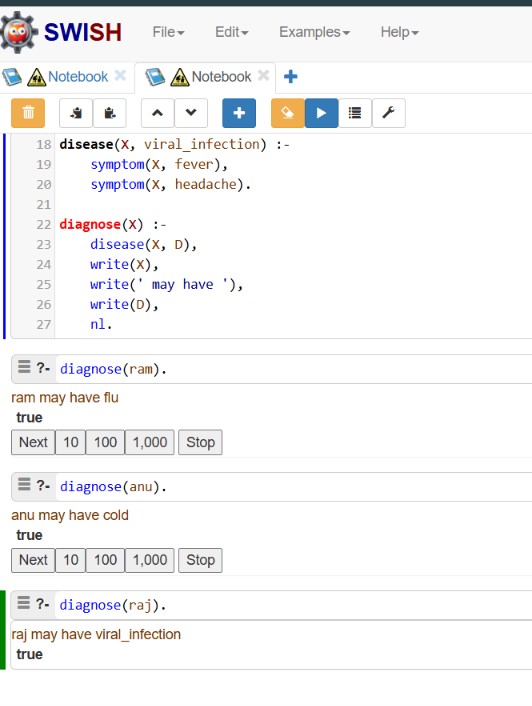 SWISH File Edit Examples Help
Notebook Notebook
18 disease(X, viral_infection) :-
19 symptom(X, fever),
20 symptom(X, headache).
21
22 diagnose(X) :-
23 disease(X, D),
24 write(X),
25 write(' may have '),
26 write(D),
27 nl.
?- diagnose(ram).
ram may have flu
true
Next 10 100 1,000 Stop
?- diagnose(anu).
anu may have cold
true
Next 10 100 1,000 Stop
?- diagnose(raj).
raj may have viral_infection
true